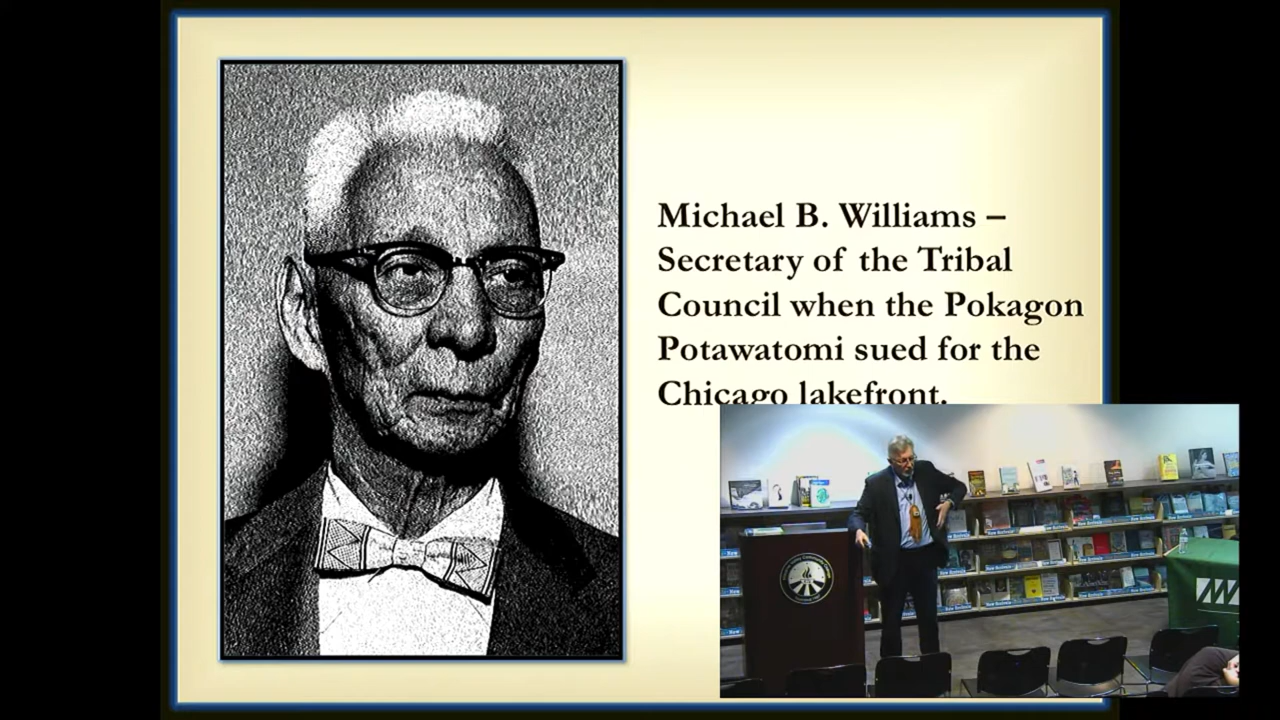 Michael B. Williams –
Secretary of the Tribal
Council when the Pokagon
Potawatomi sued for the
Chicago lakefront.